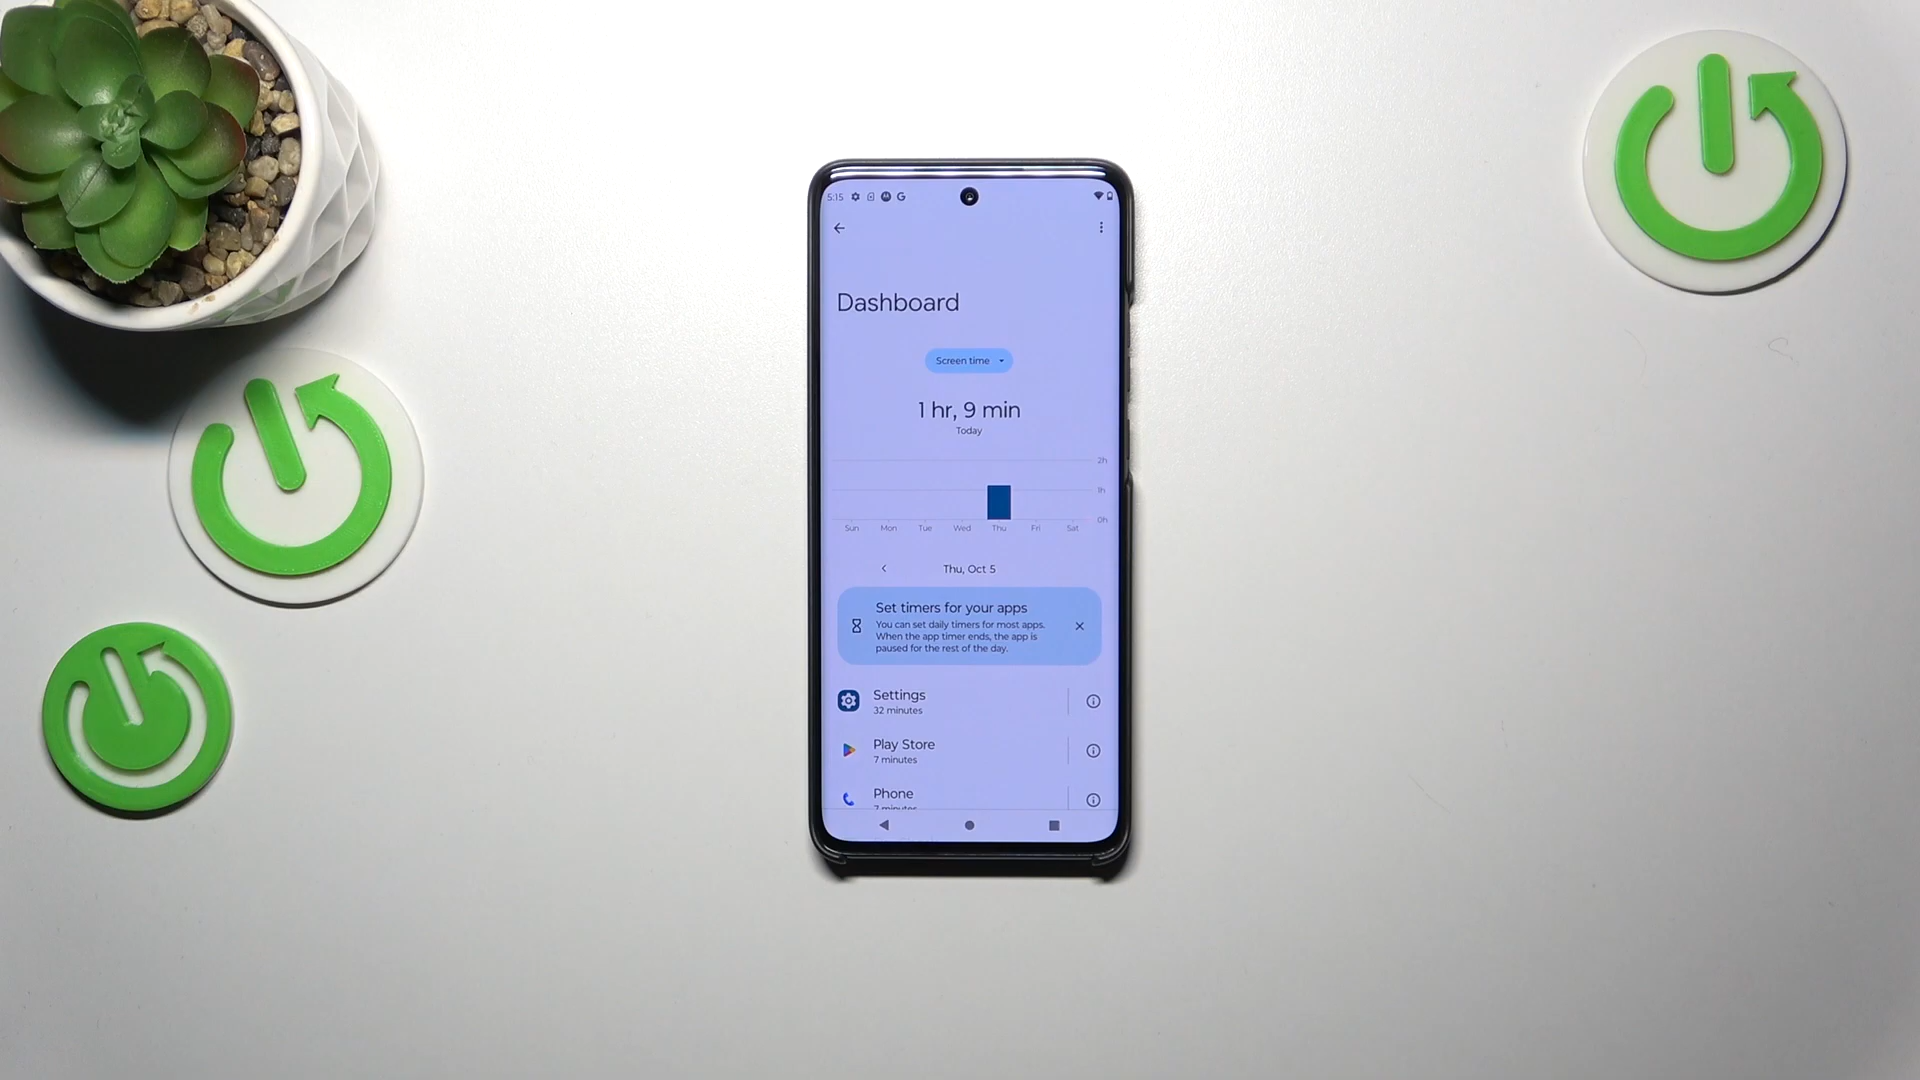 5:15
Dashboard
Screen time
1 hr, 9 min
Today
2h
1h
0h
Sun Mon Tue Wed Thu Fri Sat
Thu, Oct 5
Set timers for your apps
You can set daily timers for most apps.
When the app timer ends, the app is
paused for the rest of the day.
Settings
32 minutes
Play Store
7 minutes
Phone
7 minutes